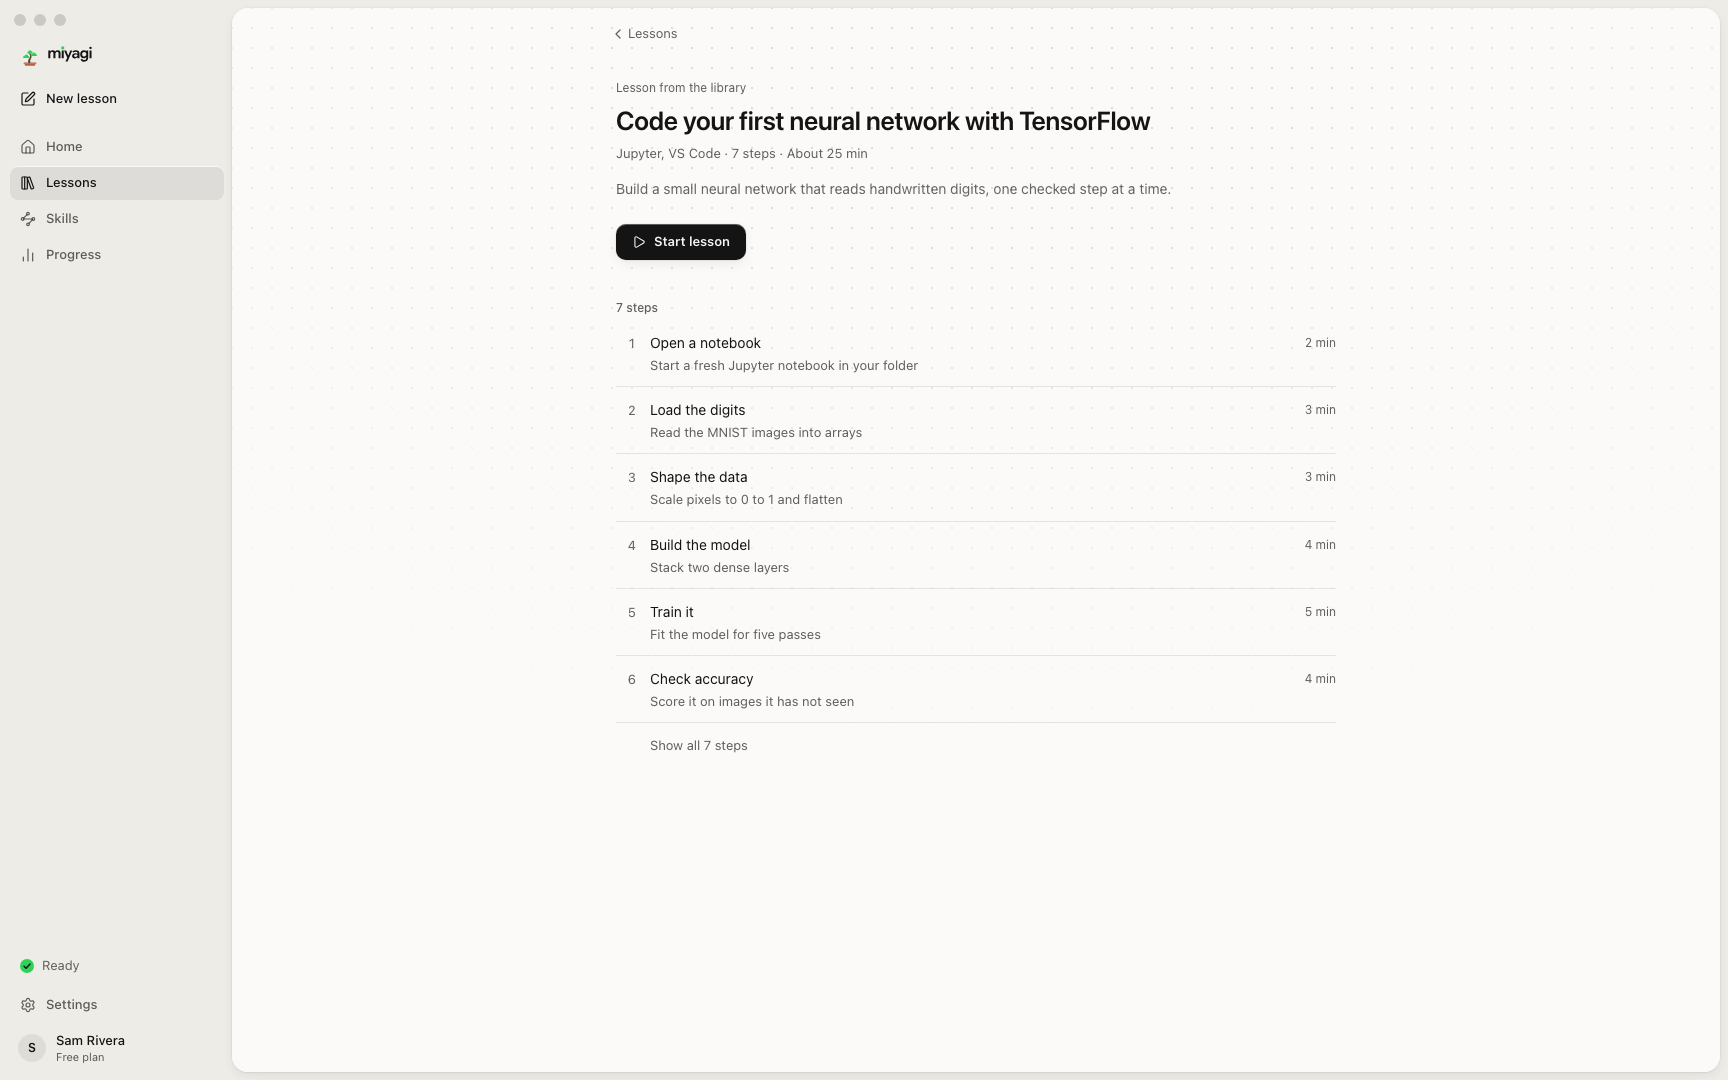 miyagi
New lesson
Home
Lessons
Skills
Progress
Ready
Settings
S
Sam Rivera
Free plan
Lessons
Lesson from the library
Code your first neural network with TensorFlow
Jupyter, VS Code · 7 steps · About 25 min
Build a small neural network that reads handwritten digits, one checked step at a time.
Start lesson
7 steps
1 Open a notebook 2 min
Start a fresh Jupyter notebook in your folder
2 Load the digits 3 min
Read the MNIST images into arrays
3 Shape the data 3 min
Scale pixels to 0 to 1 and flatten
4 Build the model 4 min
Stack two dense layers
5 Train it 5 min
Fit the model for five passes
6 Check accuracy 4 min
Score it on images it has not seen
Show all 7 steps